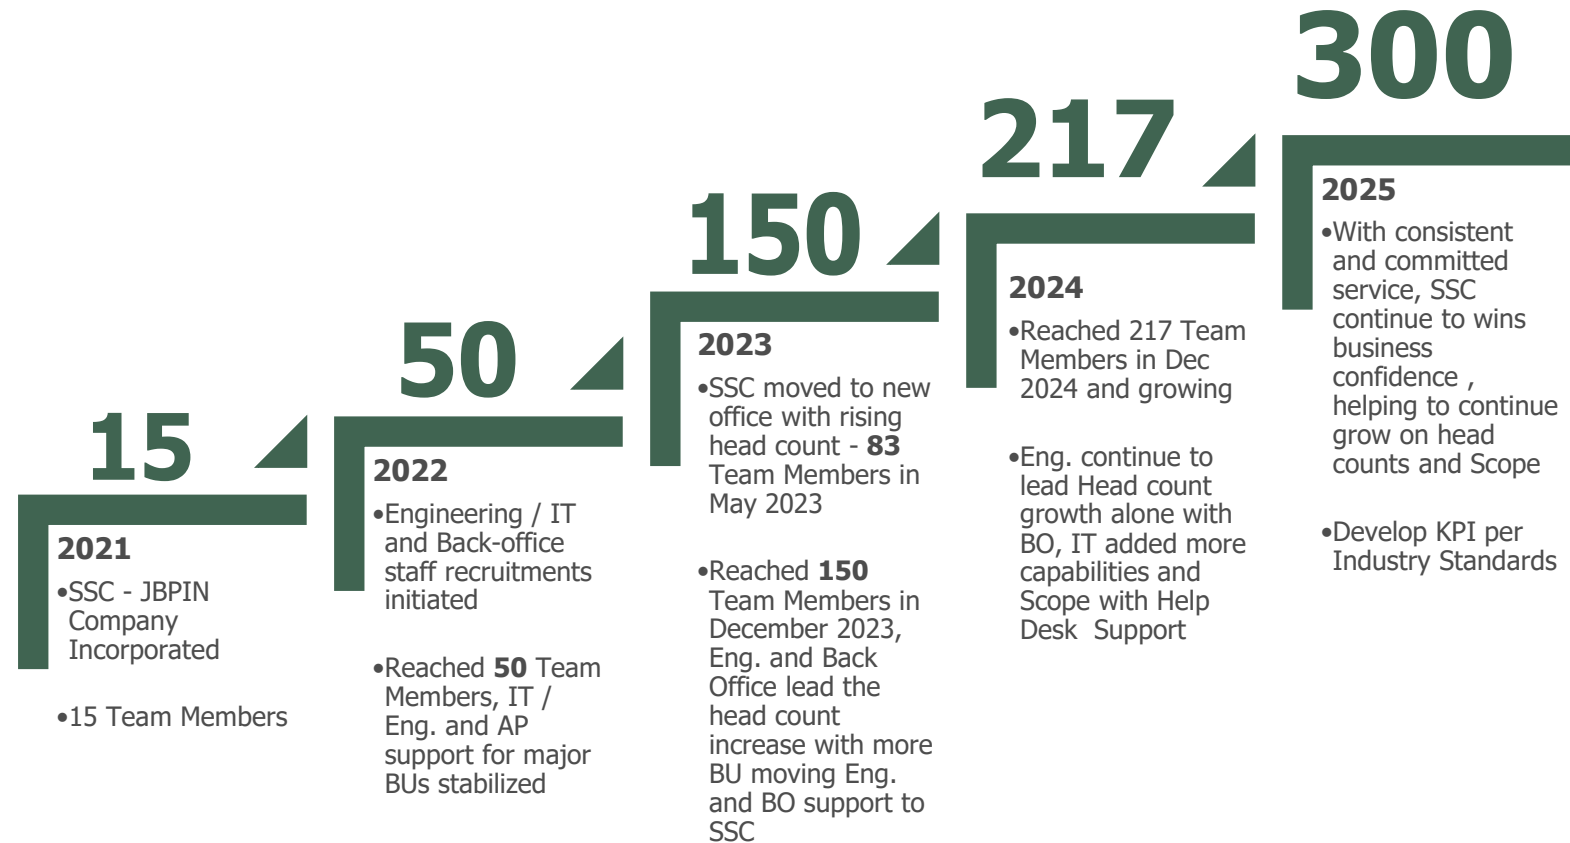 15
2021
•SSC - JBPIN
Company
Incorporated
•15 Team Members
50
2022
•Engineering / IT
and Back-office
staff recruitments
initiated
•Reached 50 Team
Members, IT /
Eng. and AP
support for major
BUs stabilized
150
2023
•SSC moved to new
office with rising
head count - 83
Team Members in
May 2023
•Reached 150
Team Members in
December 2023,
Eng. and Back
Office lead the
head count
increase with more
BU moving Eng.
and BO support to
SSC
217
2024
•Reached 217 Team
Members in Dec
2024 and growing
•Eng. continue to
lead Head count
growth alone with
BO, IT added more
capabilities and
Scope with Help
Desk  Support
300
2025
•With consistent
and committed
service, SSC
continue to wins
business
confidence ,
helping to continue
grow on head
counts and Scope
•Develop KPI per
Industry Standards